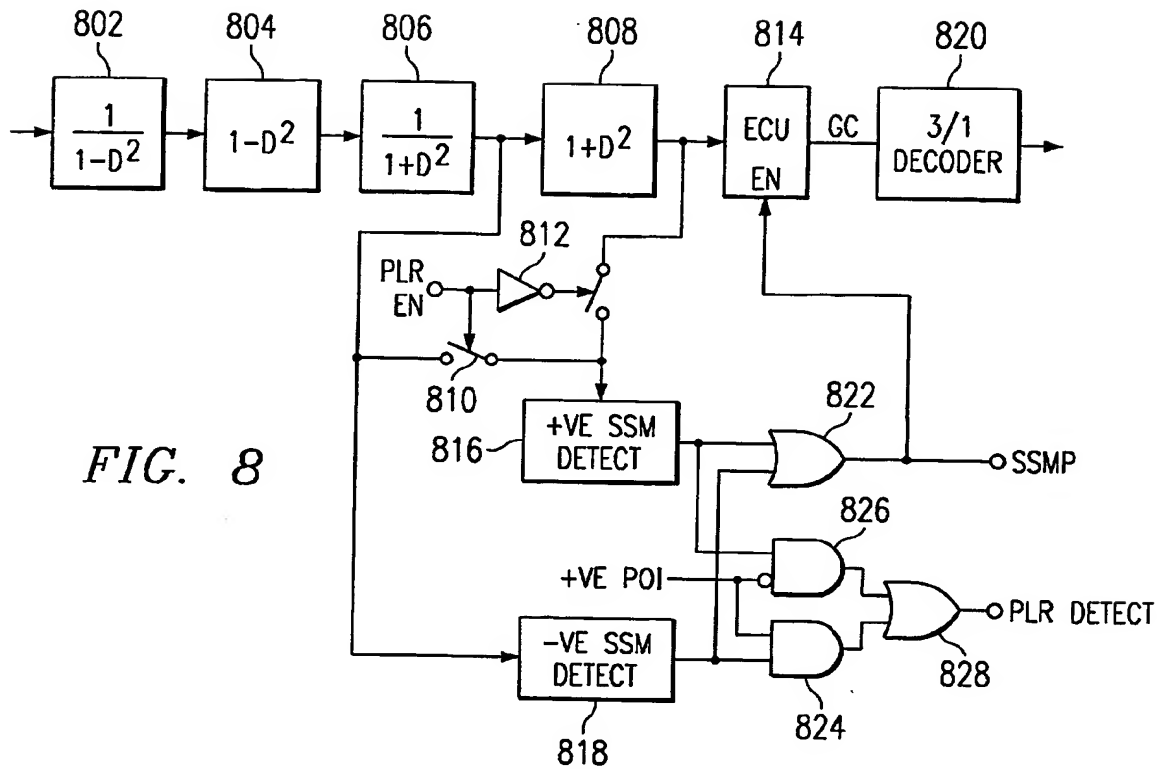 802
804
806
808
814
820
1
1-D²
1-D²
1
1+D²
1+D²
ECU
EN
GC
3/1
DECODER
812
PLR
EN
810
816
+VE SSM
DETECT
822
SSMP
FIG. 8
826
+VE POI
PLR DETECT
-VE SSM
DETECT
828
824
818